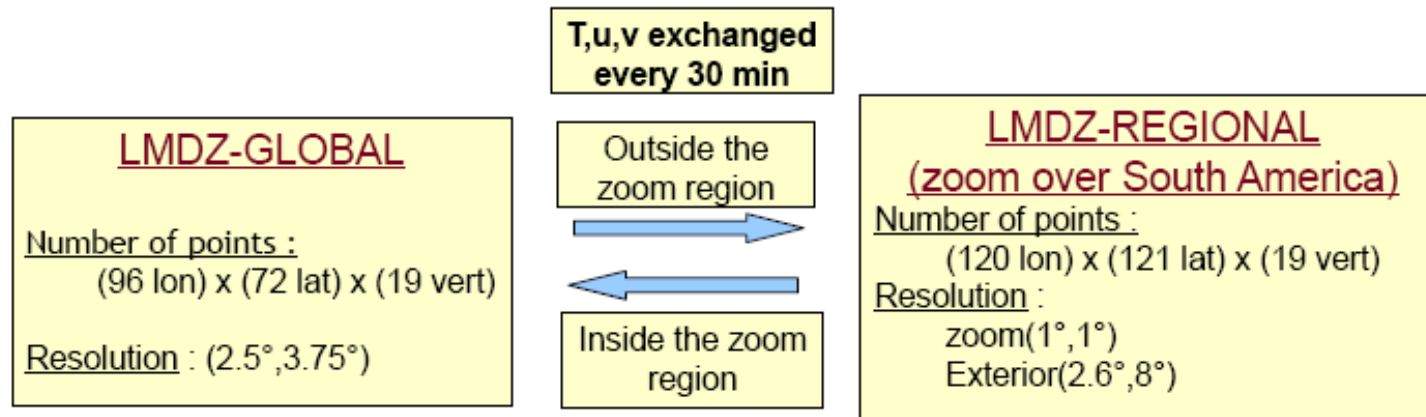 T,u,v exchanged
every 30 min
LMDZ-GLOBAL
Number of points :
(96 lon) x (72 lat) x (19 vert)
Resolution : (2.5°,3.75°)
Outside the
zoom region
Inside the zoom
region
LMDZ-REGIONAL
(zoom over South America)
Number of points :
(120 lon) x (121 lat) x (19 vert)
Resolution :
zoom(1°,1°)
Exterior(2.6°,8°)